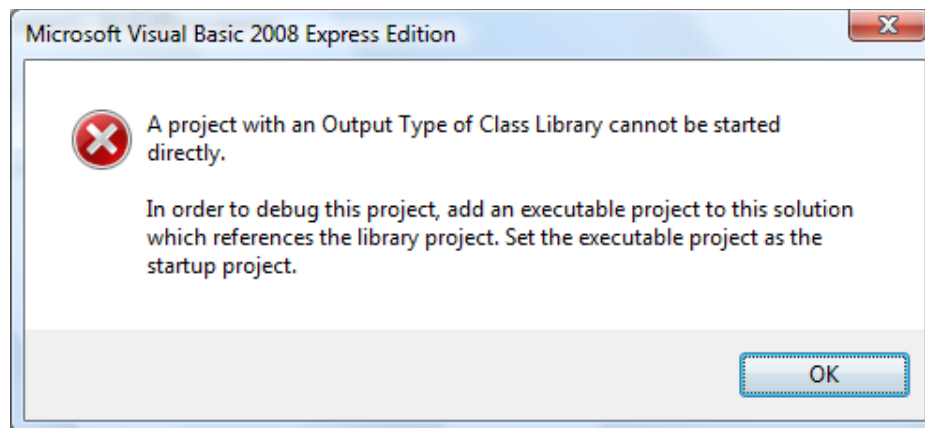 Microsoft Visual Basic 2008 Express Edition
A project with an Output Type of Class Library cannot be started
directly.
In order to debug this project, add an executable project to this solution
which references the library project. Set the executable project as the
startup project.
OK